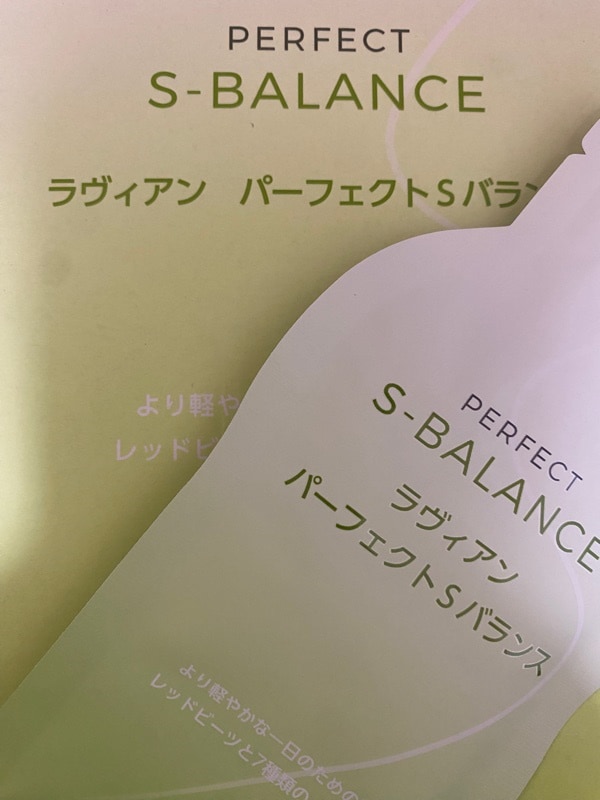 PERFECT
S-BALANCE
ラヴィアン パーフェクトSバラン
より軽や
レッドビ
PERFECT
S-BALANCE
ラヴィアン
パーフェクトSバランス
より軽やかな一日のための
レッドビーツと7種類の